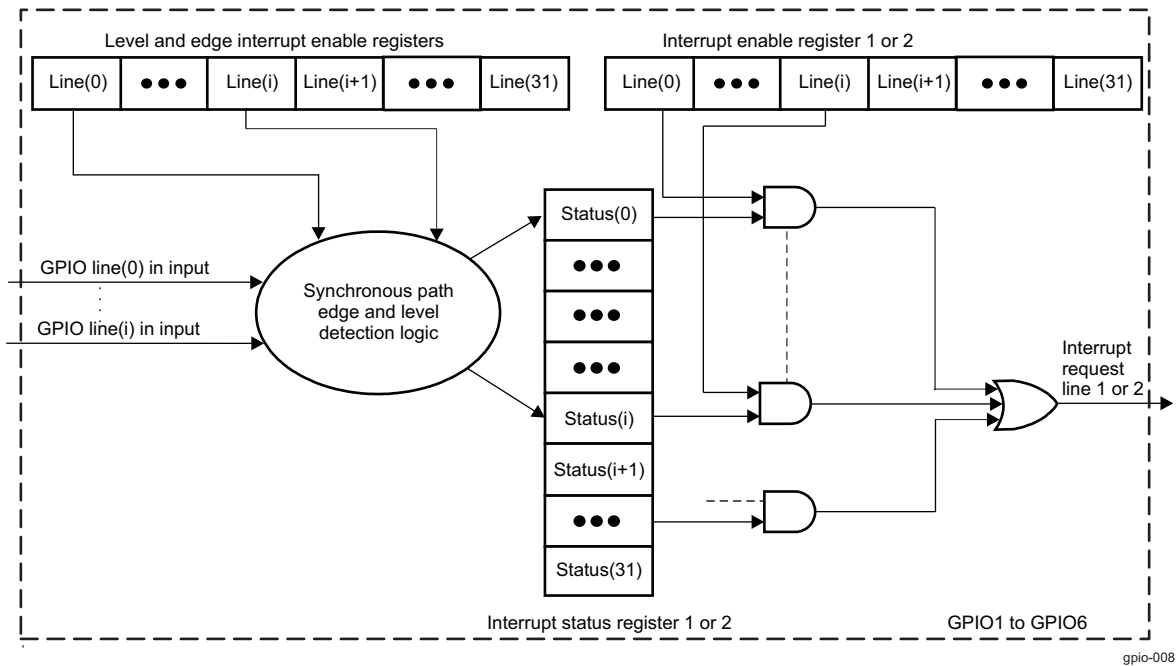 Level and edge interrupt enable registers
Interrupt enable register 1 or 2
Line(0) ●●● Line(i) Line(i+1) ●●● Line(31)
Line(0) ●●● Line(i) Line(i+1) ●●● Line(31)
Status(0)
●●●
●●●
●●●
Status(i)
Status(i+1)
●●●
Status(31)
GPIO line(0) in input
GPIO line(i) in input
Synchronous path
edge and level
detection logic
Interrupt
request
line 1 or 2
Interrupt status register 1 or 2
GPIO1 to GPIO6
gpio-008